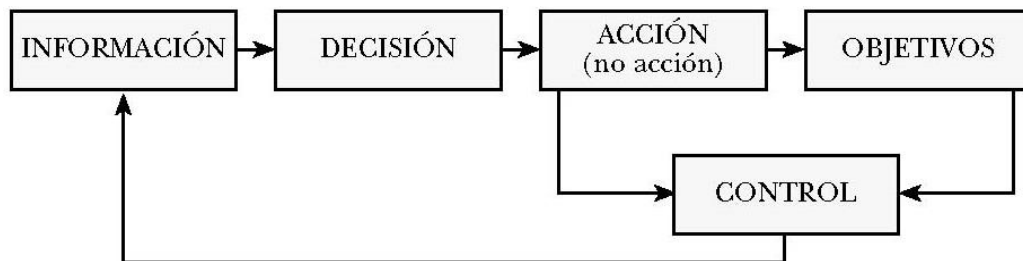 INFORMACIÓN
DECISIÓN
ACCIÓN
(no acción)
OBJETIVOS
CONTROL